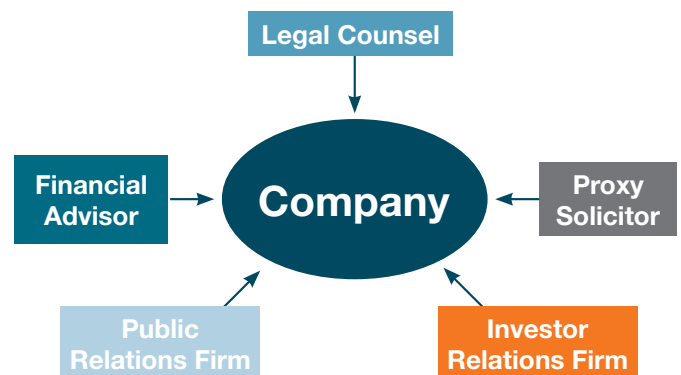 Legal Counsel
Financial
Advisor
Company
Proxy
Solicitor
Public
Relations Firm
Investor
Relations Firm